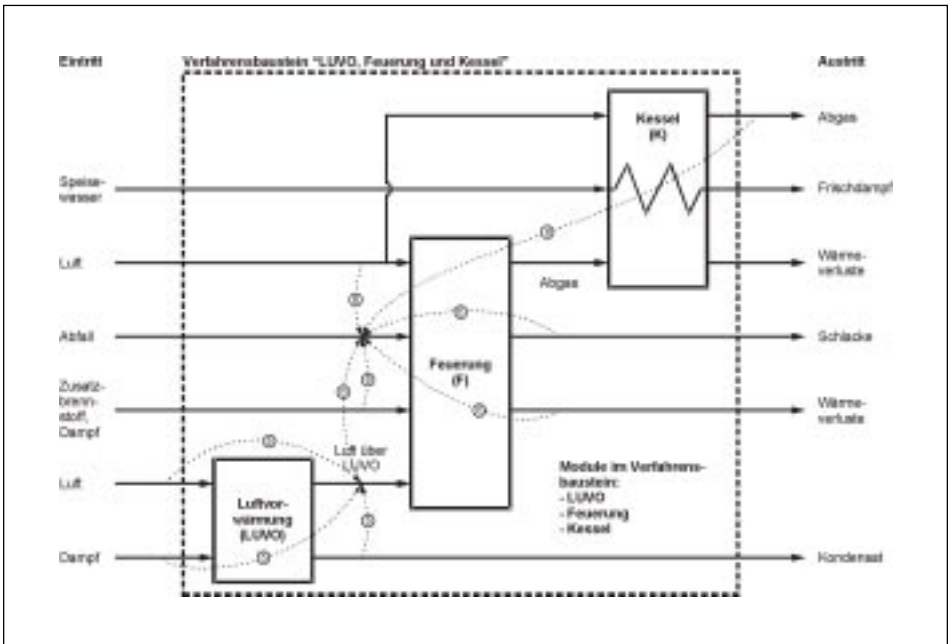 Eintritt
Verfahrensbaustein "LUVO, Feuerung und Kessel"
Austritt
Kessel
(K)
Abgas
Speise-
wasser
Frischdampf
Luft
Abgas
Wärme-
verluste
Abfall
Feuerung
(F)
Schlacke
Zusatz-
brenn-
stoff,
Dampf
Wärme-
verluste
Luft über
LUVO
Luft
Luftvor-
wärmung
(LUVO)
Module im Verfahrens-
baustein:
- LUVO
- Feuerung
- Kessel
Dampf
Kondensat